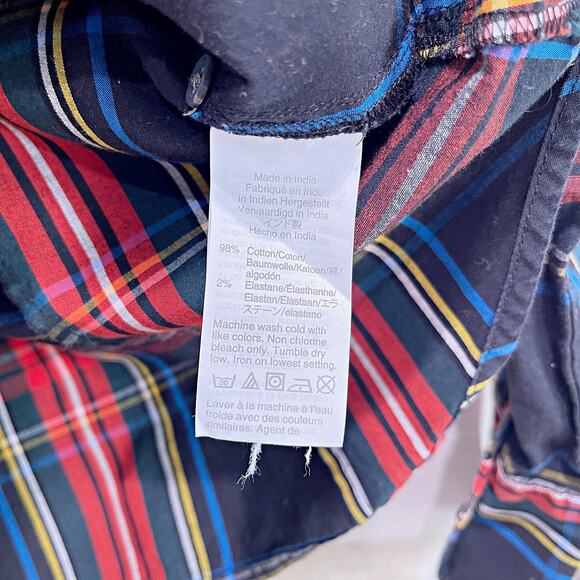 Made in India
Fabriqué en Inde
in Indien Hergestellt
Vervaardigd in India
インド製
Hecho en India
98% Cotton/Coton/
Baumwolle/Katoen/綿/
algodón
2% Elastane/Élasthanne/
Elastan/Elastaan/エラ
ステーン/elastano
Machine wash cold with
like colors. Non chlorine
bleach only. Tumble dry
low. Iron on lowest setting.
30
Laver à la machine à l'eau
froide avec des couleurs
similaires. Agent de